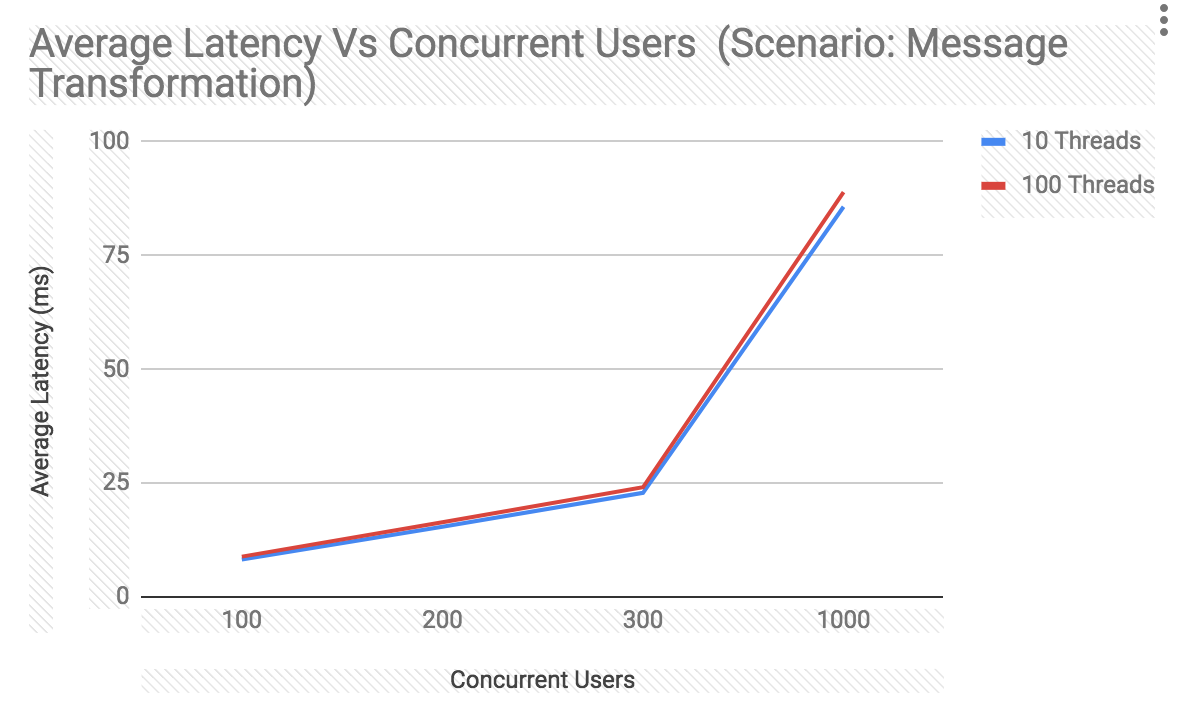 Average Latency Vs Concurrent Users  (Scenario: Message
Transformation)
100
75
50
25
0
Average Latency (ms)
100
200
300
1000
Concurrent Users
10 Threads
100 Threads